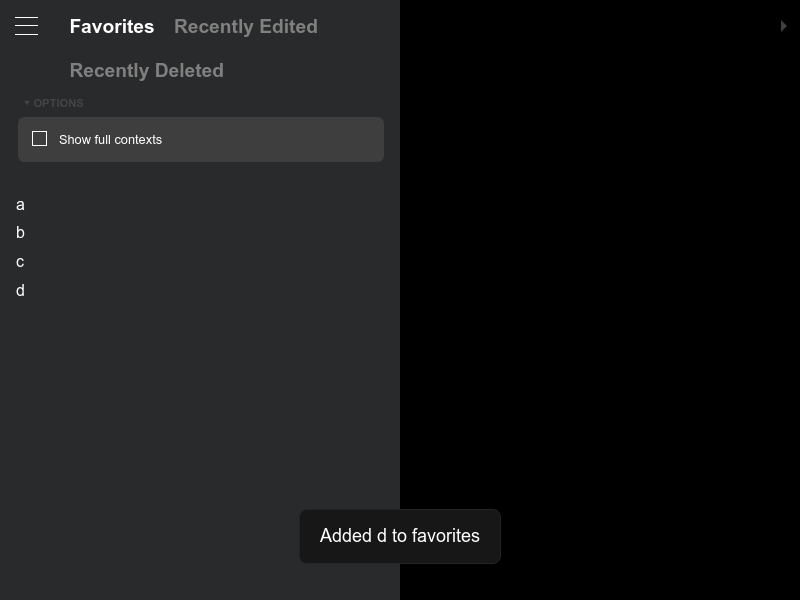 Favorites Recently Edited
Recently Deleted
▾ OPTIONS
Show full contexts
a
b
c
d
Added d to favorites